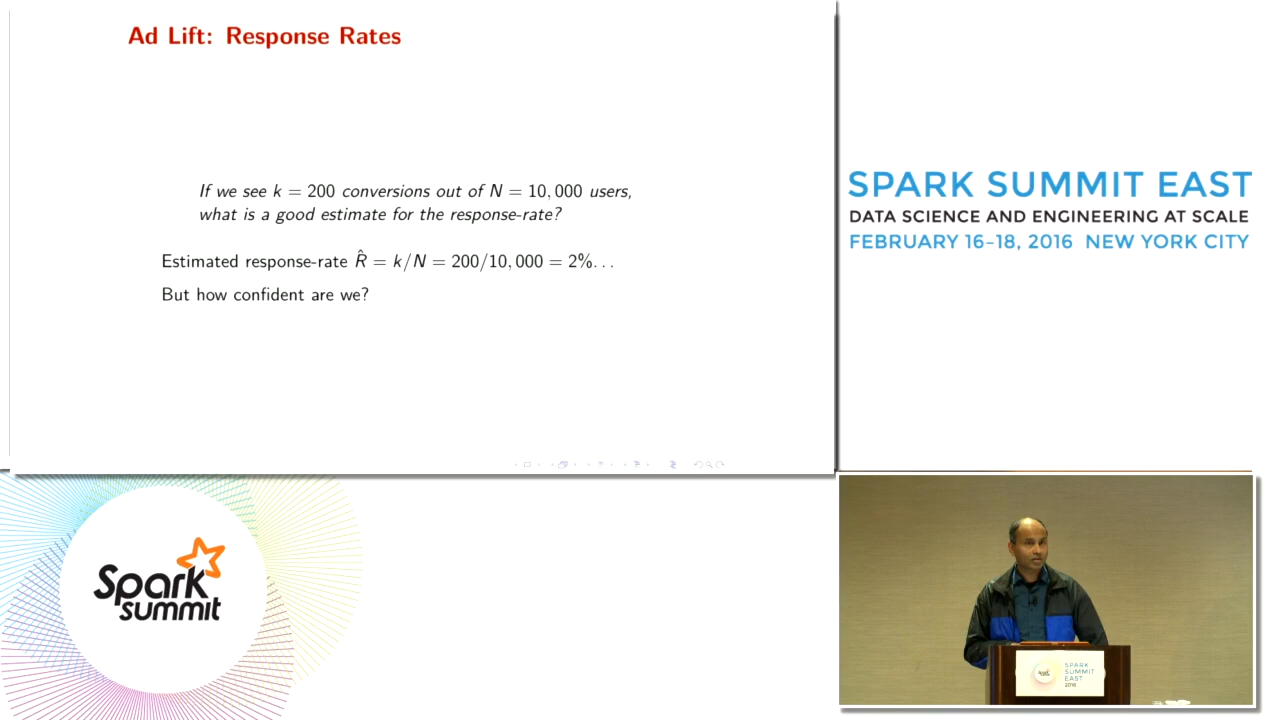 Ad Lift: Response Rates
If we see k = 200 conversions out of N = 10, 000 users,
what is a good estimate for the response-rate?
Estimated response-rate R̂ = k/N = 200/10, 000 = 2%...
But how confident are we?
SPARK SUMMIT EAST
DATA SCIENCE AND ENGINEERING AT SCALE
FEBRUARY 16-18, 2016 NEW YORK CITY
Spark
summit
SPARK
SUMMIT
EAST
2016